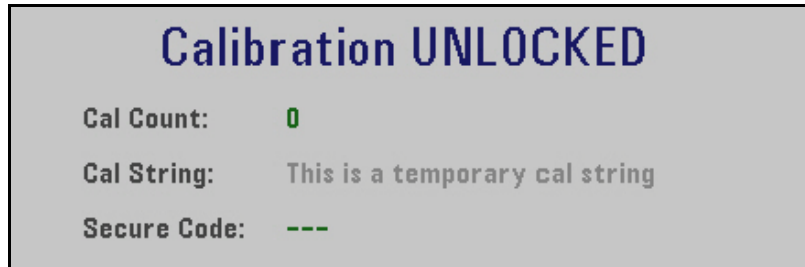 Calibration UNLOCKED
Cal Count: 0
Cal String: This is a temporary cal string
Secure Code: ---